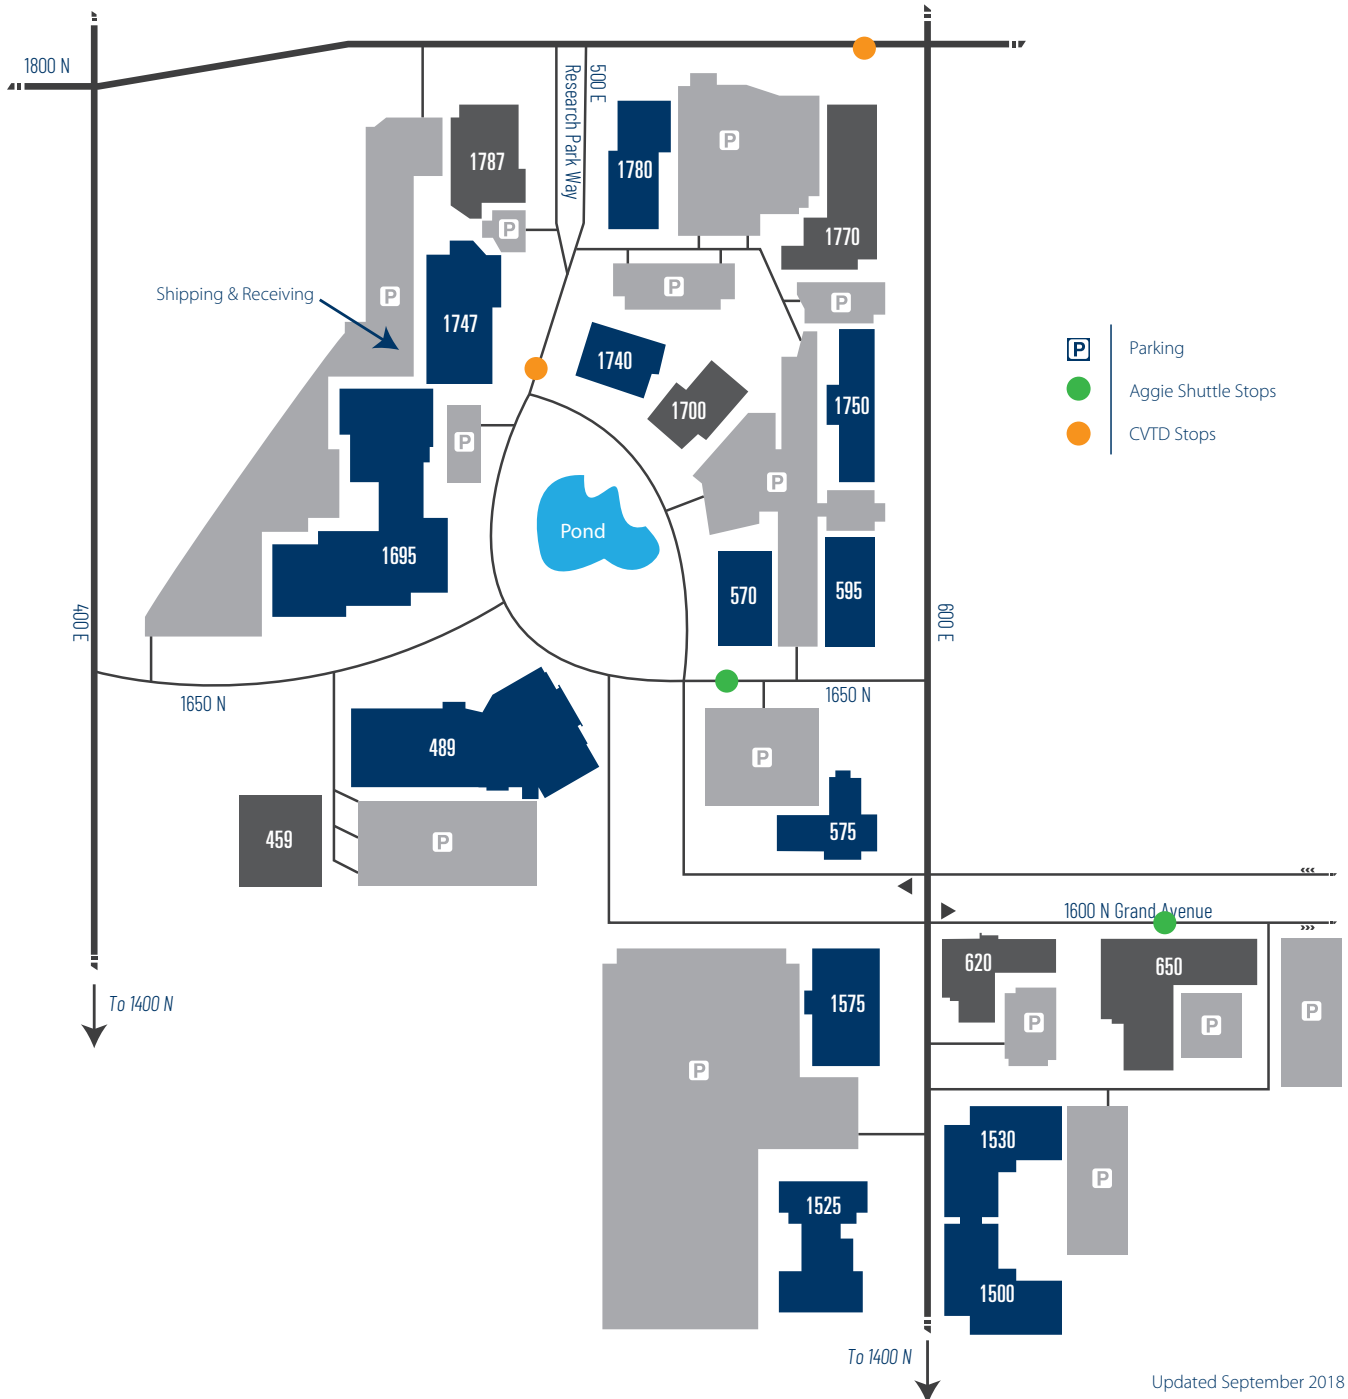 1800 N
500 E
Research Park Way
P
1787
1780
1770
P
P
P
P
Shipping & Receiving
1747
1740
1700
1750
P
P
1695
Pond
570
595
400 E
600 E
1650 N
1650 N
489
P
575
459
P
<<<
1600 N Grand Avenue
>>>
620
650
To 1400 N
1575
P
P
P
P
1530
P
1525
1500
To 1400 N
P Parking
Aggie Shuttle Stops
CVTD Stops
Updated September 2018